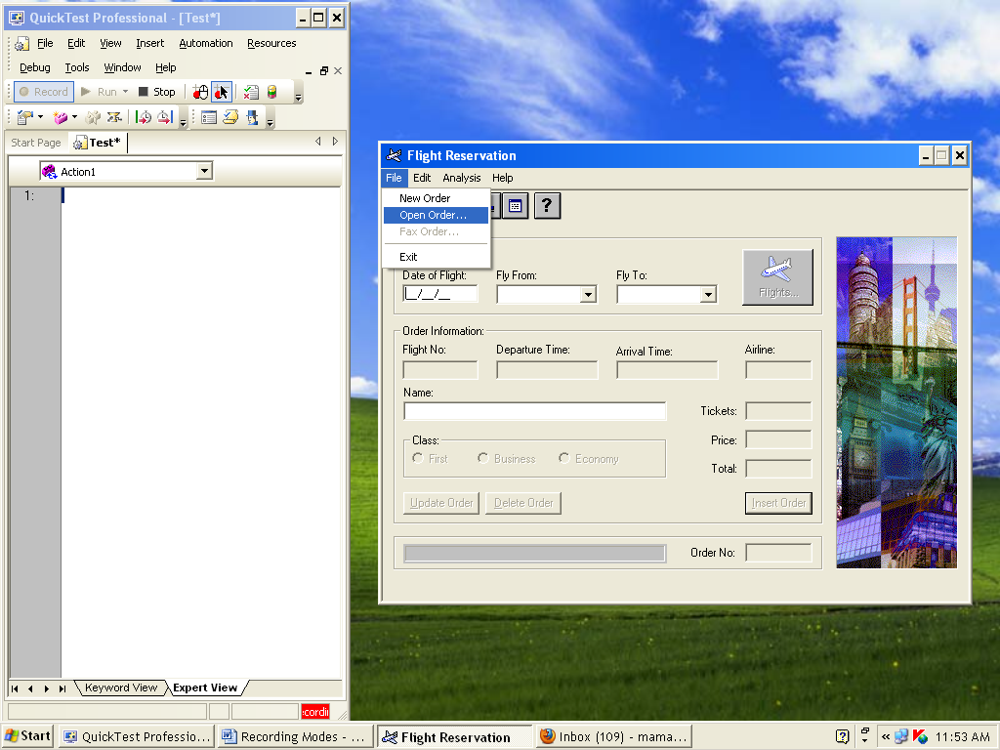 QuickTest Professional - [Test*]
File Edit View Insert Automation Resources
Debug Tools Window Help
Record Run Stop
Start Page Test*
Action1
1:
Keyword View Expert View
Flight Reservation
File Edit Analysis Help
New Order
Open Order...
Fax Order...
Exit
?
Date of Flight: Fly From: Fly To:
__/__/__
Flights...
Order Information:
Flight No: Departure Time: Arrival Time: Airline:
Name:
Tickets:
Class:
First Business Economy
Price:
Total:
Update Order Delete Order Insert Order
Order No:
Start QuickTest Professio... Recording Modes - ... Flight Reservation Inbox (109) - mama... ? « 11:53 AM